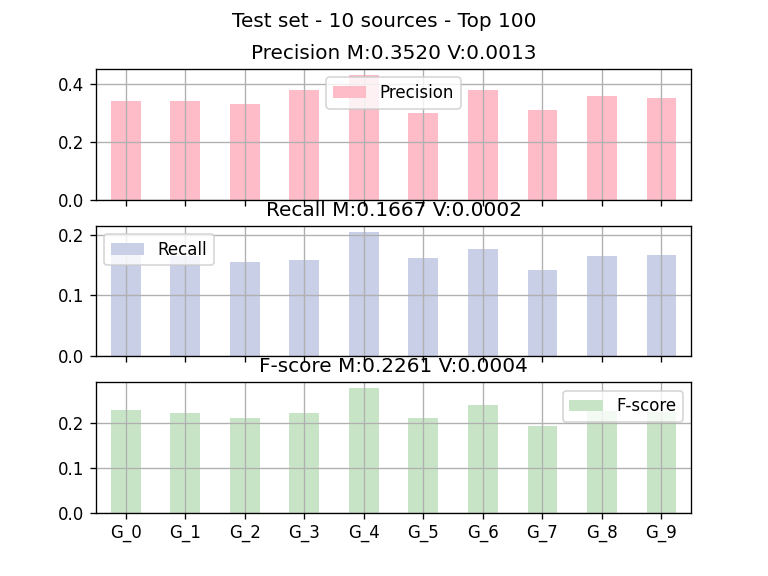 Test set - 10 sources - Top 100
Precision M:0.3520 V:0.0013
0.4
0.2
0.0
Precision
Recall M:0.1667 V:0.0002
0.2
0.1
0.0
Recall
F-score M:0.2261 V:0.0004
0.2
0.1
0.0
F-score
G_0 G_1 G_2 G_3 G_4 G_5 G_6 G_7 G_8 G_9